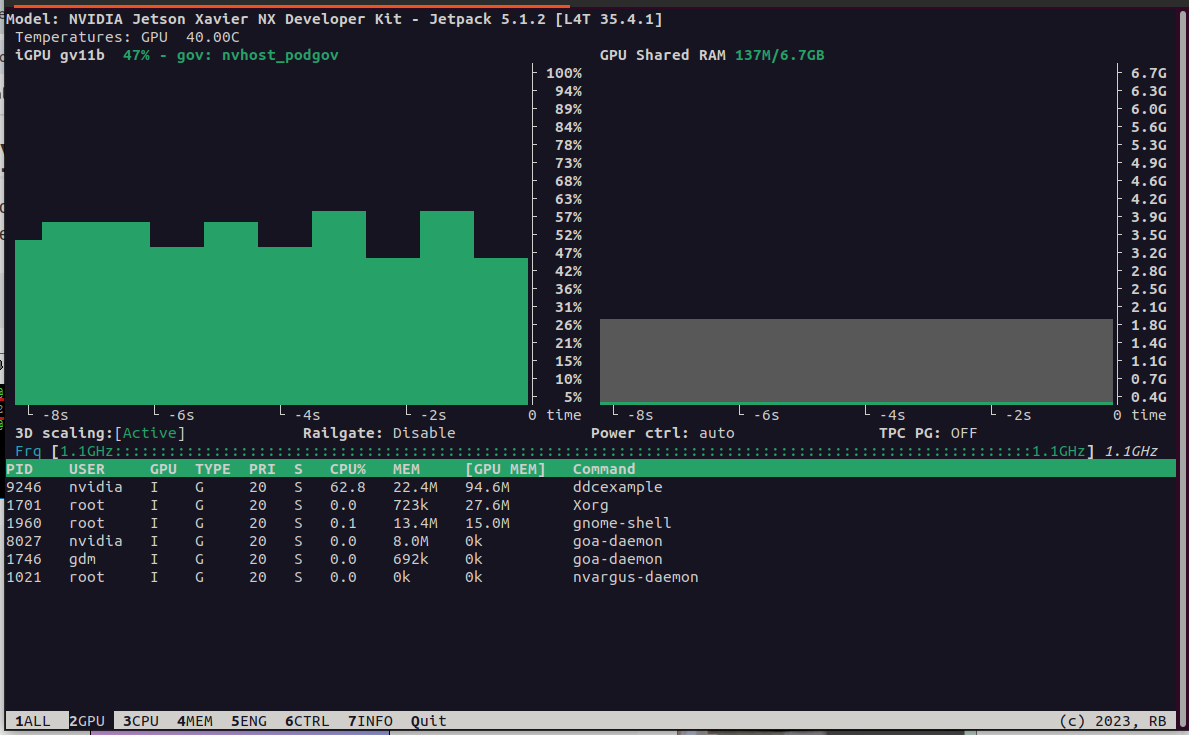 Model: NVIDIA Jetson Xavier NX Developer Kit - Jetpack 5.1.2 [L4T 35.4.1]
Temperatures: GPU 40.00C
iGPU gv11b 47% - gov: nvhost_podgov
100%
94%
89%
84%
78%
73%
68%
63%
57%
52%
47%
42%
36%
31%
26%
21%
15%
10%
5%
-8s -6s -4s -2s 0 time
GPU Shared RAM 137M/6.7GB
6.7G
6.3G
6.0G
5.6G
5.3G
4.9G
4.6G
4.2G
3.9G
3.5G
3.2G
2.8G
2.5G
2.1G
1.8G
1.4G
1.1G
0.7G
0.4G
-8s -6s -4s -2s 0 time
3D scaling:[Active] Railgate: Disable Power ctrl: auto TPC PG: OFF
Frq [1.1GHz::::::::::::::::::::::::::::::::::::::::::::::::::::::::::::::::::::::::::::::::::::::::::::::::::::::1.1GHz] 1.1GHz
PID USER GPU TYPE PRI S CPU% MEM [GPU MEM] Command
9246 nvidia I G 20 S 62.8 22.4M 94.6M ddcexample
1701 root I G 20 S 0.0 723k 27.6M Xorg
1960 root I G 20 S 0.1 13.4M 15.0M gnome-shell
8027 nvidia I G 20 S 0.0 8.0M 0k goa-daemon
1746 gdm I G 20 S 0.0 692k 0k goa-daemon
1021 root I G 20 S 0.0 0k 0k nvargus-daemon
1ALL 2GPU 3CPU 4MEM 5ENG 6CTRL 7INFO Quit (c) 2023, RB